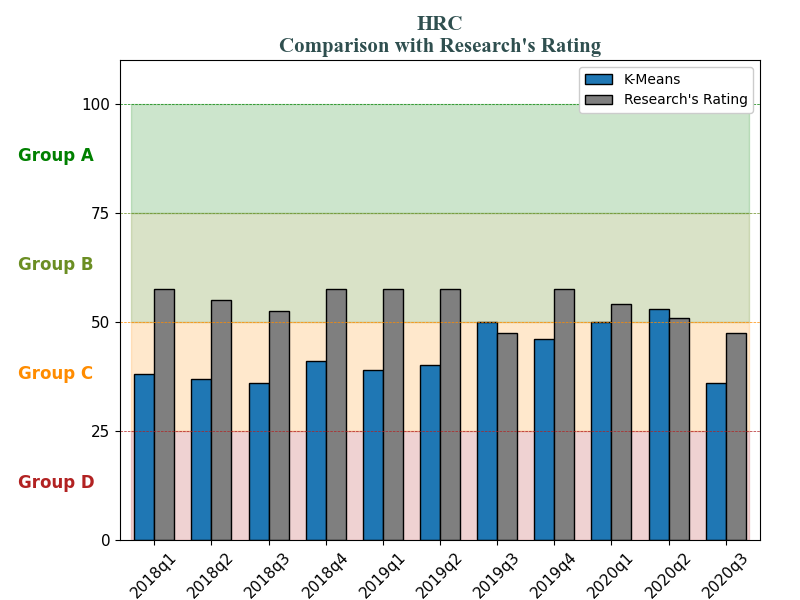 HRC
Comparison with Research's Rating
K-Means
Research's Rating
100
Group A
75
Group B
50
Group C
25
Group D
0
2018q1
2018q2
2018q3
2018q4
2019q1
2019q2
2019q3
2019q4
2020q1
2020q2
2020q3